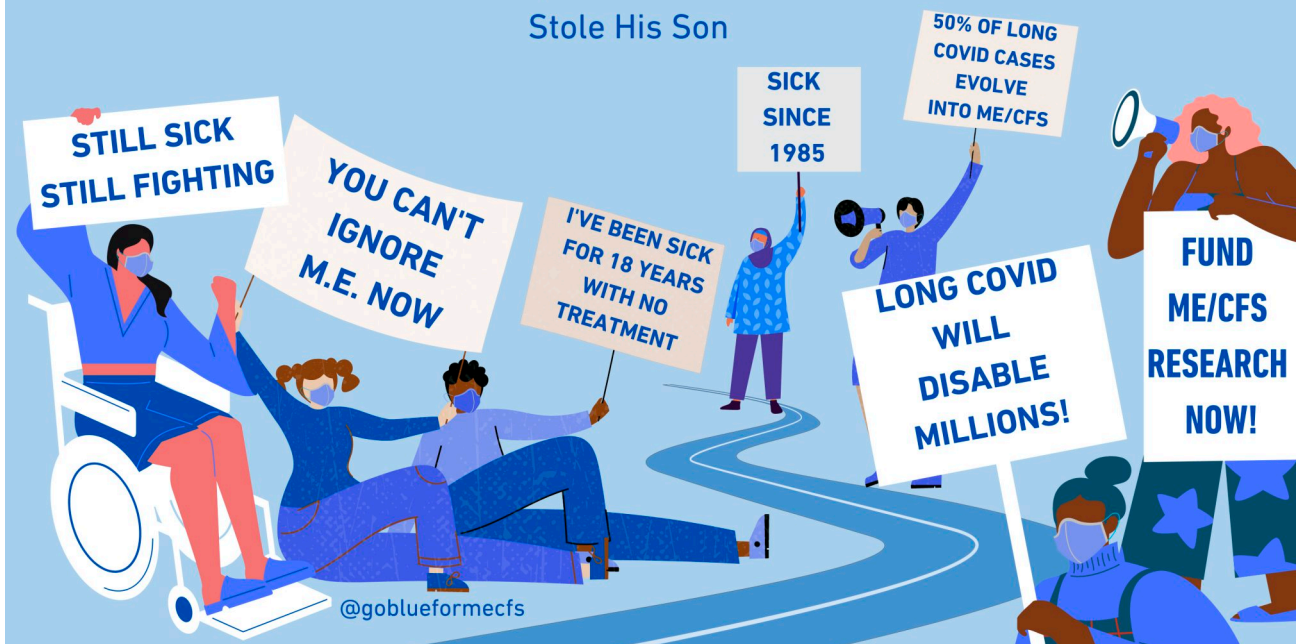 Stole His Son
STILL SICK
STILL FIGHTING
YOU CAN'T
IGNORE
M.E. NOW
I'VE BEEN SICK
FOR 18 YEARS
WITH NO
TREATMENT
SICK
SINCE
1985
50% OF LONG
COVID CASES
EVOLVE
INTO ME/CFS
LONG COVID
WILL
DISABLE
MILLIONS!
FUND
ME/CFS
RESEARCH
NOW!
@goblueformecfs